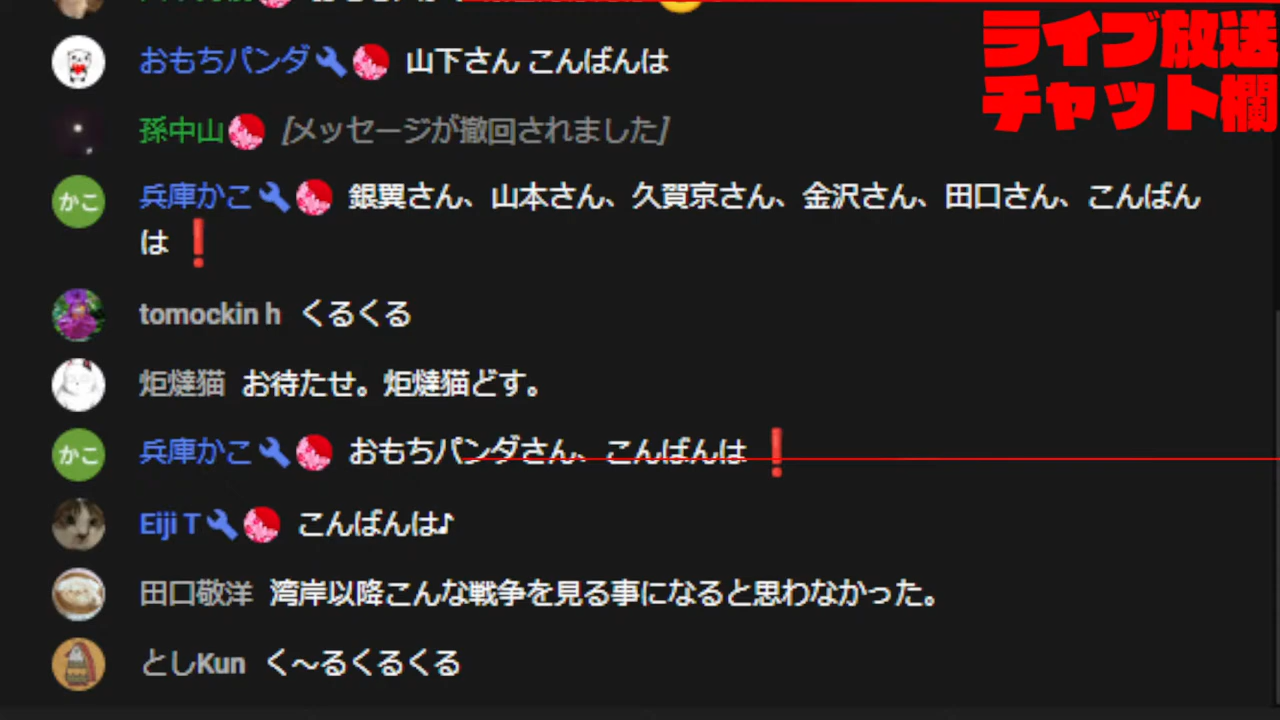 ライブ放送
チャット欄
おもちパンダ 山下さん こんばんは
孫中山 [メッセージが撤回されました]
かこ 兵庫かこ 銀翼さん、山本さん、久賀京さん、金沢さん、田口さん、こんばん
は❗
tomockin h くるくる
炬燵猫 お待たせ。炬燵猫どす。
かこ 兵庫かこ おもちパンダさん、こんばんは❗
Eiji T こんばんは♪
田口敬洋 湾岸以降こんな戦争を見る事になると思わなかった。
としKun く〜るくるくる